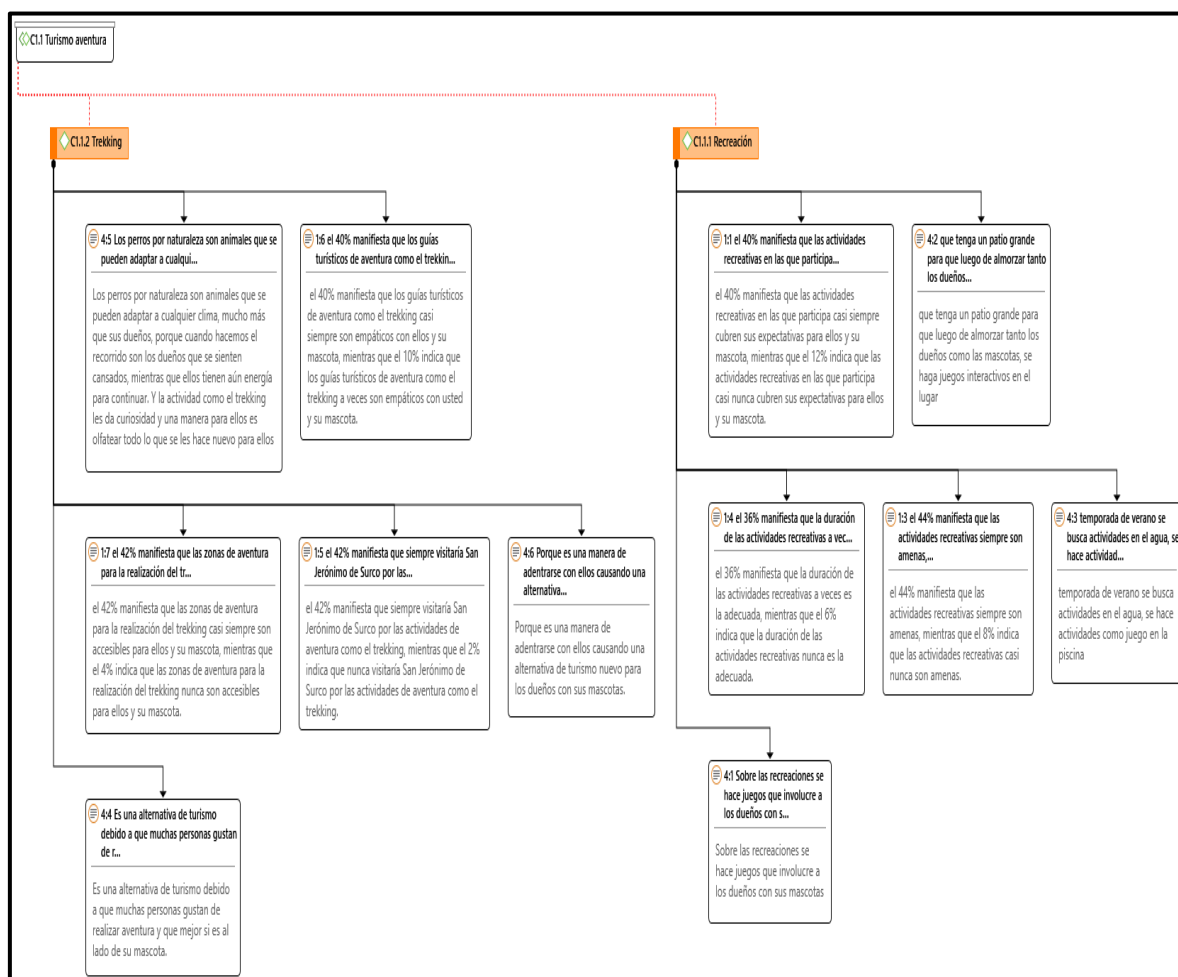 C1.1 Turismo aventura
C1.1.2 Trekking
4:5 Los perros por naturaleza son animales que se
pueden adaptar a cualqui...
Los perros por naturaleza son animales que se
pueden adaptar a cualquier clima, mucho más
que sus dueños, porque cuando hacemos el
recorrido son los dueños que se sienten
cansados, mientras que ellos tienen aún energía
para continuar. Y la actividad como el trekking
les da curiosidad y una manera para ellos es
olfatear todo lo que se les hace nuevo para ellos
1:6 el 40% manifiesta que los guías
turísticos de aventura como el trekkin...
el 40% manifiesta que los guías turísticos
de aventura como el trekking casi
siempre son empáticos con ellos y su
mascota, mientras que el 10% indica que
los guías turísticos de aventura como el
trekking a veces son empáticos con usted
y su mascota.
1:7 el 42% manifiesta que las zonas de aventura
para la realización del tr...
el 42% manifiesta que las zonas de aventura
para la realización del trekking casi siempre son
accesibles para ellos y su mascota, mientras que
el 4% indica que las zonas de aventura para la
realización del trekking nunca son accesibles
para ellos y su mascota.
1:5 el 42% manifiesta que siempre visitaría San
Jerónimo de Surco por las...
el 42% manifiesta que siempre visitaría San
Jerónimo de Surco por las actividades de
aventura como el trekking, mientras que el 2%
indica que nunca visitaría San Jerónimo de
Surco por las actividades de aventura como el
trekking.
4:6 Porque es una manera de
adentrarse con ellos causando una
alternativa...
Porque es una manera de
adentrarse con ellos causando una
alternativa de turismo nuevo para
los dueños con sus mascotas.
4:4 Es una alternativa de turismo
debido a que muchas personas gustan
de r...
Es una alternativa de turismo debido
a que muchas personas gustan de
realizar aventura y que mejor si es al
lado de su mascota.
C1.1.1 Recreación
1:1 el 40% manifiesta que las actividades
recreativas en las que participa...
el 40% manifiesta que las actividades
recreativas en las que participa casi siempre
cubren sus expectativas para ellos y su
mascota, mientras que el 12% indica que las
actividades recreativas en las que participa
casi nunca cubren sus expectativas para ellos
y su mascota.
4:2 que tenga un patio grande
para que luego de almorzar tanto
los dueños...
que tenga un patio grande para
que luego de almorzar tanto los
dueños como las mascotas, se
haga juegos interactivos en el
lugar
1:4 el 36% manifiesta que la duración
de las actividades recreativas a vec...
el 36% manifiesta que la duración de
las actividades recreativas a veces es
la adecuada, mientras que el 6%
indica que la duración de las
actividades recreativas nunca es la
adecuada.
1:3 el 44% manifiesta que las
actividades recreativas siempre son
amenas,...
el 44% manifiesta que las
actividades recreativas siempre son
amenas, mientras que el 8% indica
que las actividades recreativas casi
nunca son amenas.
4:3 temporada de verano se
busca actividades en el agua, se
hace actividad...
temporada de verano se busca
actividades en el agua, se hace
actividades como juego en la
piscina
4:1 Sobre las recreaciones se
hace juegos que involucre a
los dueños con s...
Sobre las recreaciones se
hace juegos que involucre a
los dueños con sus mascotas